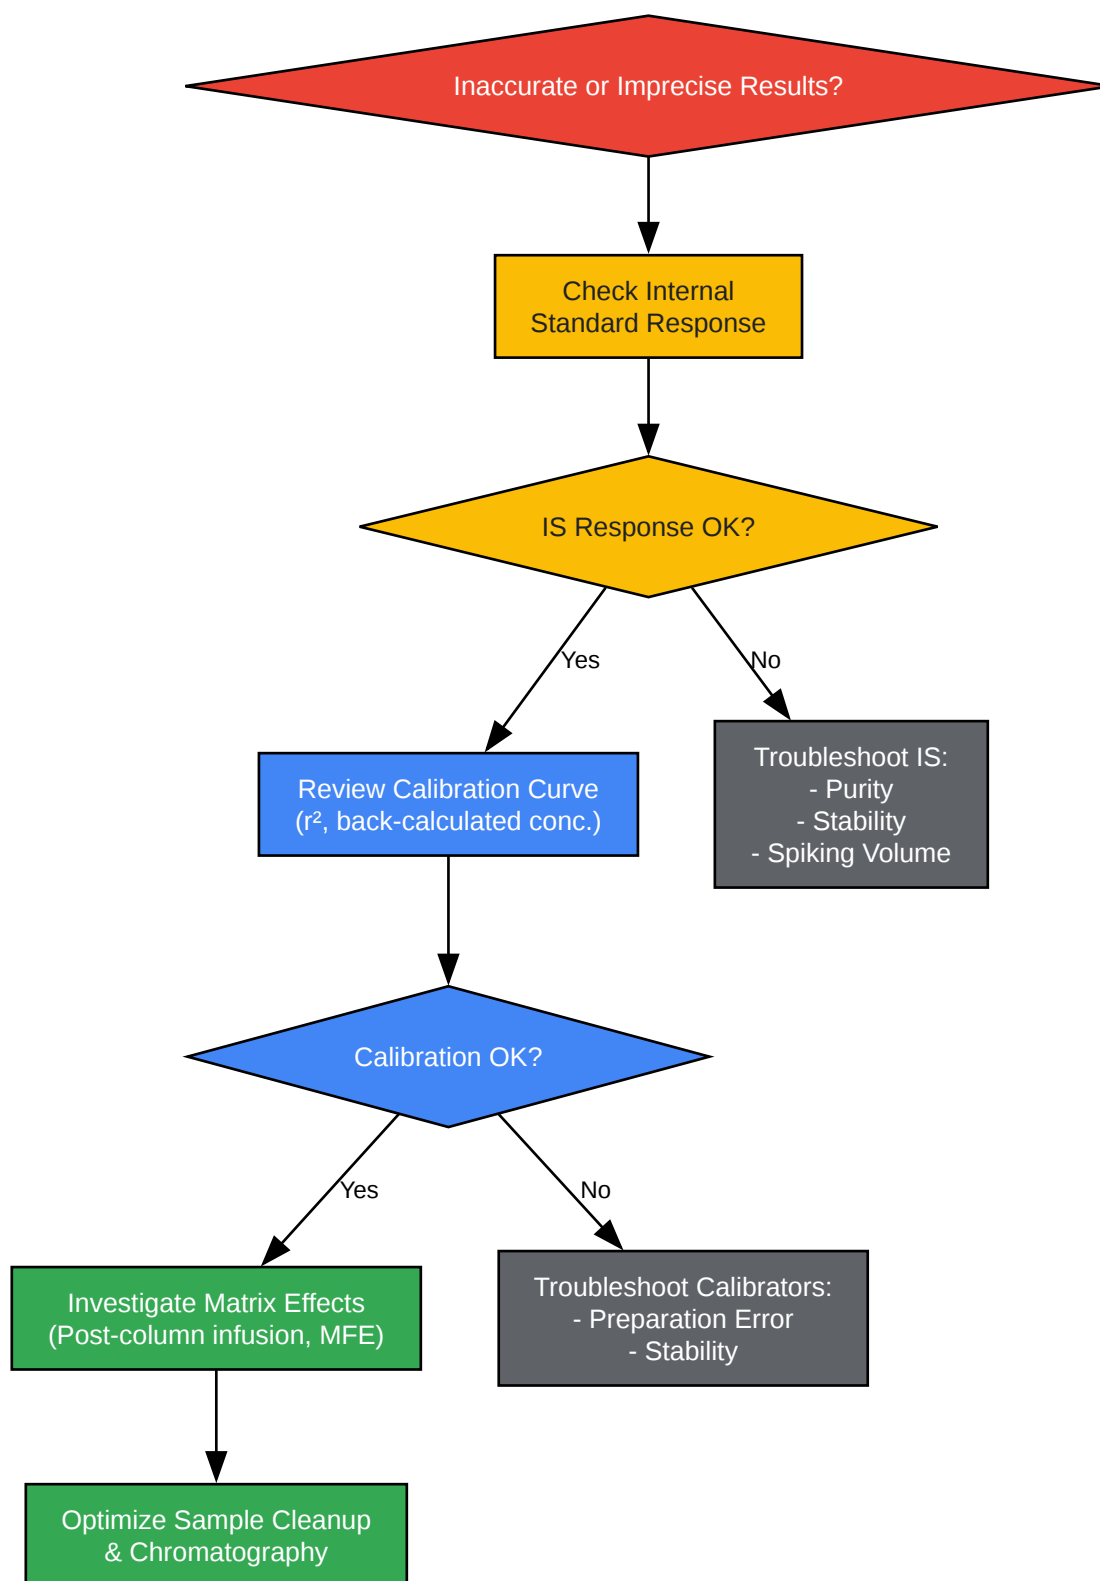 Inaccurate or Imprecise Results?
Check Internal
Standard Response
IS Response OK?
Yes
No
Review Calibration Curve
(r², back-calculated conc.)
Troubleshoot IS:
- Purity
- Stability
- Spiking Volume
Calibration OK?
Yes
No
Investigate Matrix Effects
(Post-column infusion, MFE)
Troubleshoot Calibrators:
- Preparation Error
- Stability
Optimize Sample Cleanup
& Chromatography